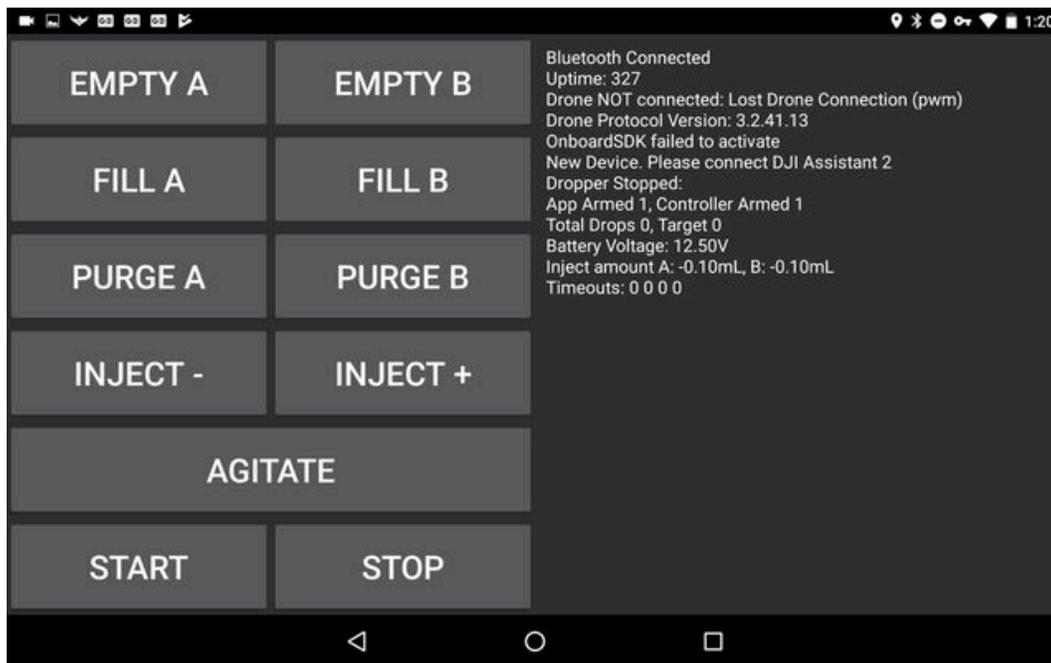 1:20
EMPTY A
EMPTY B
FILL A
FILL B
PURGE A
PURGE B
INJECT -
INJECT +
AGITATE
START
STOP
Bluetooth Connected
Uptime: 327
Drone NOT connected: Lost Drone Connection (pwm)
Drone Protocol Version: 3.2.41.13
OnboardSDK failed to activate
New Device. Please connect DJI Assistant 2
Dropper Stopped:
App Armed 1, Controller Armed 1
Total Drops 0, Target 0
Battery Voltage: 12.50V
Inject amount A: -0.10mL, B: -0.10mL
Timeouts: 0 0 0 0